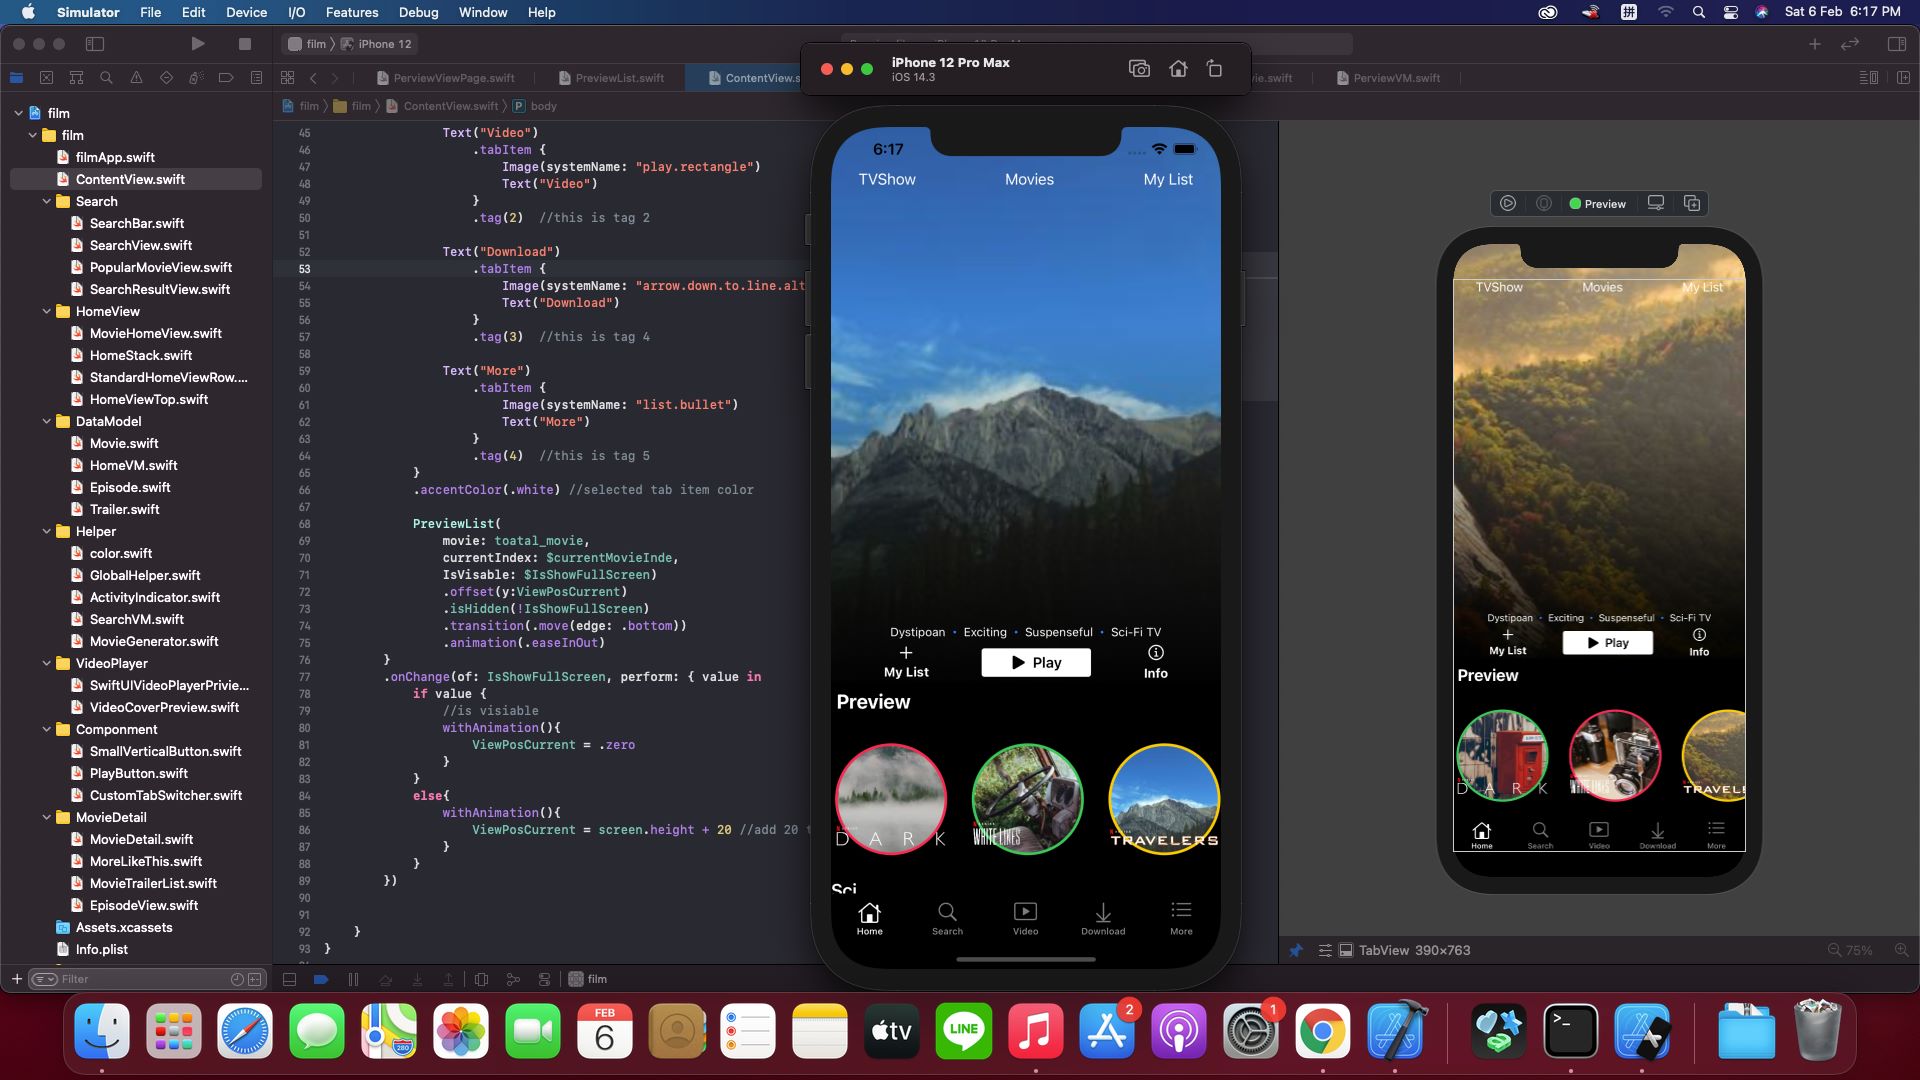 Simulator File Edit Device I/O Features Debug Window Help
拼
Sat 6 Feb 6:17 PM
film iPhone 12
PerviewViewPage.swift
PreviewList.swift
ContentView.s
PerviewVM.swift
film film ContentView.swift P body
film
film
filmApp.swift
ContentView.swift
Search
SearchBar.swift
SearchView.swift
PopularMovieView.swift
SearchResultView.swift
HomeView
MovieHomeView.swift
HomeStack.swift
StandardHomeViewRow....
HomeViewTop.swift
DataModel
Movie.swift
HomeVM.swift
Episode.swift
Trailer.swift
Helper
color.swift
GlobalHelper.swift
ActivityIndicator.swift
SearchVM.swift
MovieGenerator.swift
VideoPlayer
SwiftUIVideoPlayerPrivie...
VideoCoverPreview.swift
Componment
SmallVerticalButton.swift
PlayButton.swift
CustomTabSwitcher.swift
MovieDetail
MovieDetail.swift
MoreLikeThis.swift
MovieTrailerList.swift
EpisodeView.swift
Assets.xcassets
Info.plist
Filter
45 Text("Video")
46 .tabItem {
47 Image(systemName: "play.rectangle")
48 Text("Video")
49 }
50 .tag(2) //this is tag 2
51
52 Text("Download")
53 .tabItem {
54 Image(systemName: "arrow.down.to.line.alt
55 Text("Download")
56 }
57 .tag(3) //this is tag 4
58
59 Text("More")
60 .tabItem {
61 Image(systemName: "list.bullet")
62 Text("More")
63 }
64 .tag(4) //this is tag 5
65 }
66 .accentColor(.white) //selected tab item color
67
68 PreviewList(
69 movie: toatal_movie,
70 currentIndex: $currentMovieInde,
71 IsVisable: $IsShowFullScreen)
72 .offset(y:ViewPosCurrent)
73 .isHidden(!IsShowFullScreen)
74 .transition(.move(edge: .bottom))
75 .animation(.easeInOut)
76 }
77 .onChange(of: IsShowFullScreen, perform: { value in
78 if value {
79 //is visiable
80 withAnimation(){
81 ViewPosCurrent = .zero
82 }
83 }
84 else{
85 withAnimation(){
86 ViewPosCurrent = screen.height + 20 //add 20 t
87 }
88 }
89 })
90
91
92 }
93 }
film
iPhone 12 Pro Max
iOS 14.3
6:17
TVShow Movies My List
Dystipoan • Exciting • Suspenseful • Sci-Fi TV
My List
Play
Info
Preview
DARK
WHITE LINES
TRAVELERS
Sci
Home Search Video Download More
Preview
TVShow Movies My List
Dystipoan • Exciting • Suspenseful • Sci-Fi TV
My List
Play
Info
Preview
DARK
WHITE LINES
TRAVEL
Home Search Video Download More
TabView 390×763
75%
FEB
6
280
tv
LINE
2
1
>_